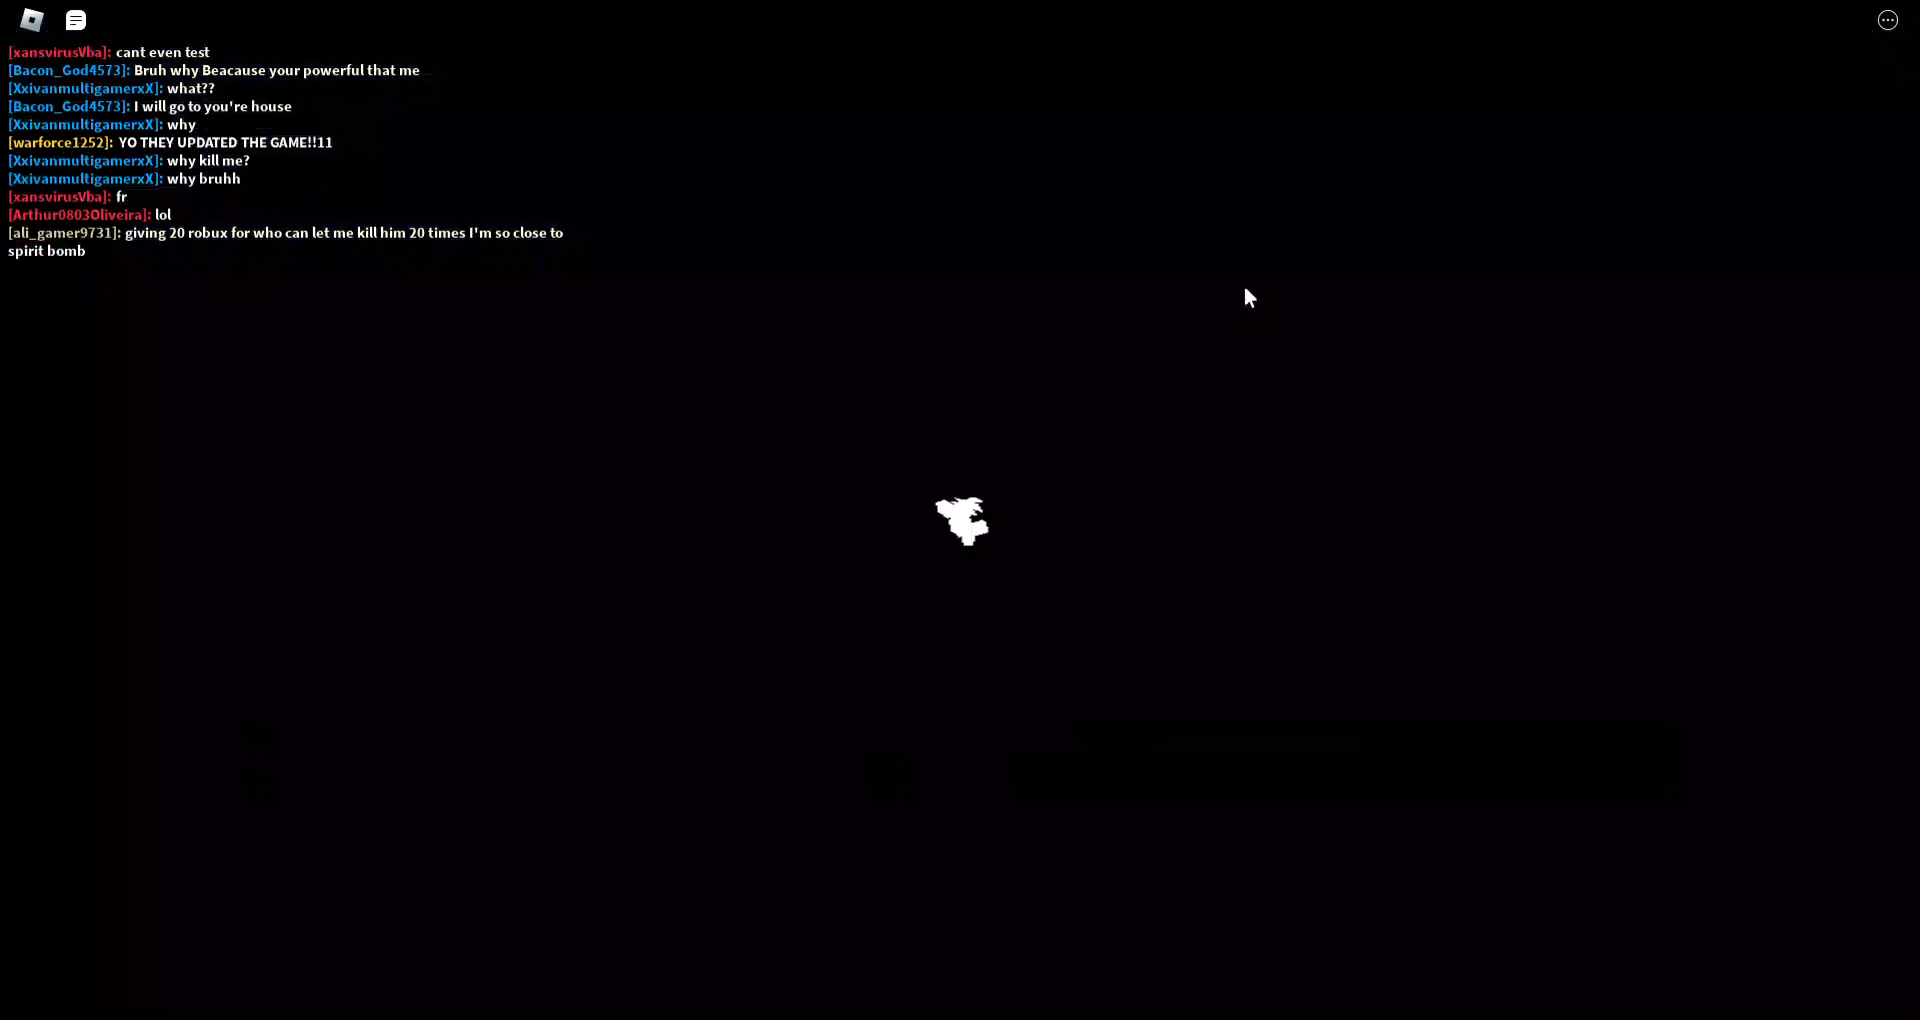 [xansvirusVba]: cant even test
[Bacon_God4573]: Bruh why Beacause your powerful that me
[XxivanmultigamerxX]: what??
[Bacon_God4573]: I will go to you're house
[XxivanmultigamerxX]: why
[warforce1252]: YO THEY UPDATED THE GAME!!11
[XxivanmultigamerxX]: why kill me?
[XxivanmultigamerxX]: why bruhh
[xansvirusVba]: fr
[Arthur0803Oliveira]: lol
[ali_gamer9731]: giving 20 robux for who can let me kill him 20 times I'm so close to
spirit bomb